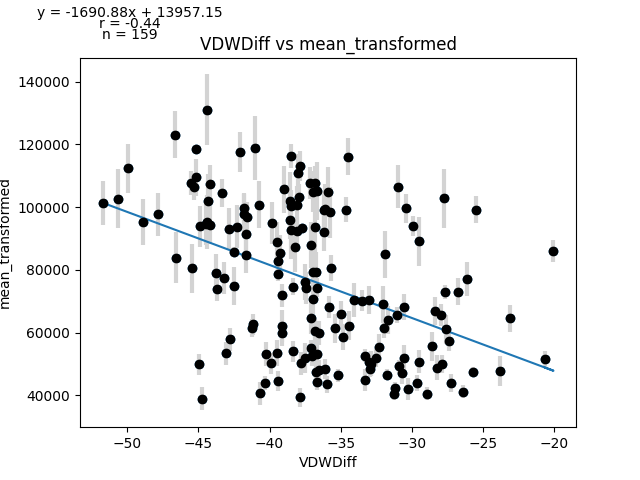 y = -1690.88x + 13957.15
r = -0.44
n = 159
VDWDiff vs mean_transformed
140000
120000
100000
80000
60000
40000
mean_transformed
−50
−45
−40
−35
−30
−25
−20
VDWDiff